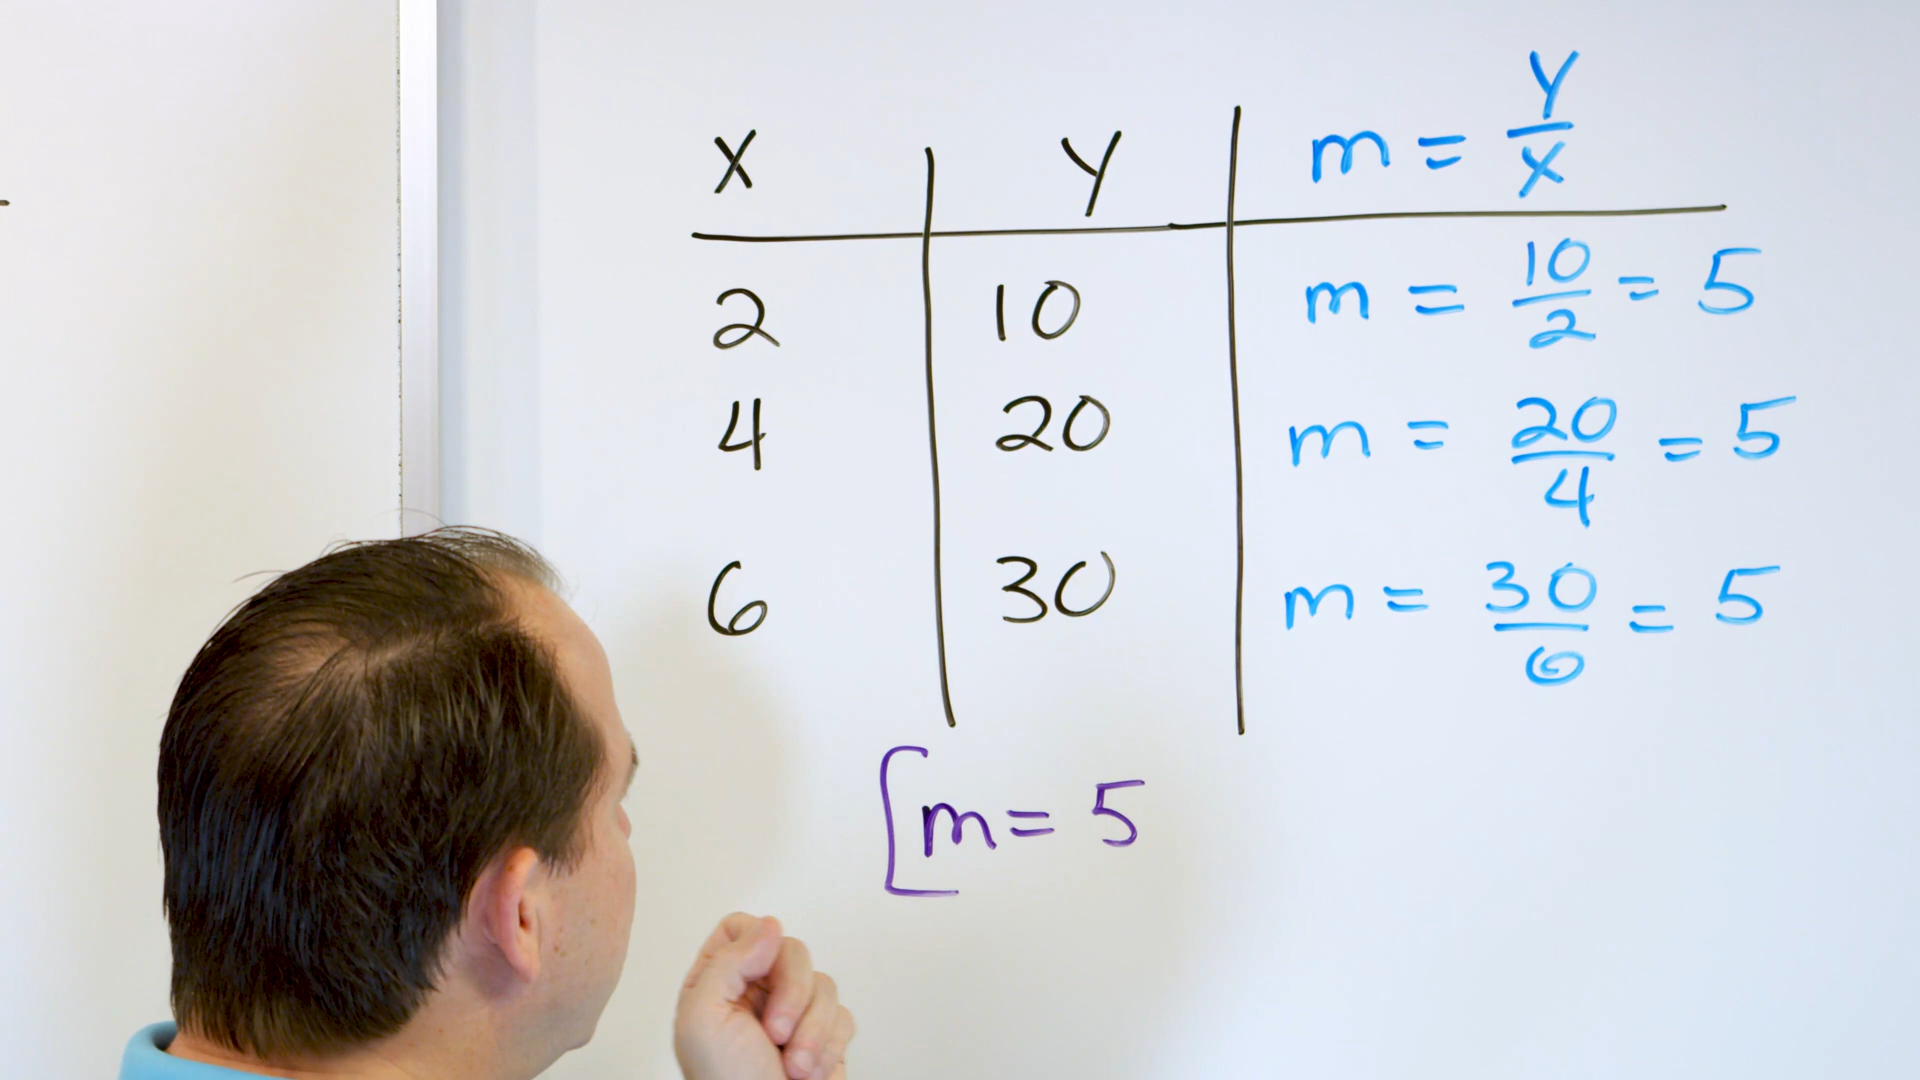 X Y m = Y/X
2 10 m = 10/2 = 5
4 20 m = 20/4 = 5
6 30 m = 30/6 = 5
[m = 5